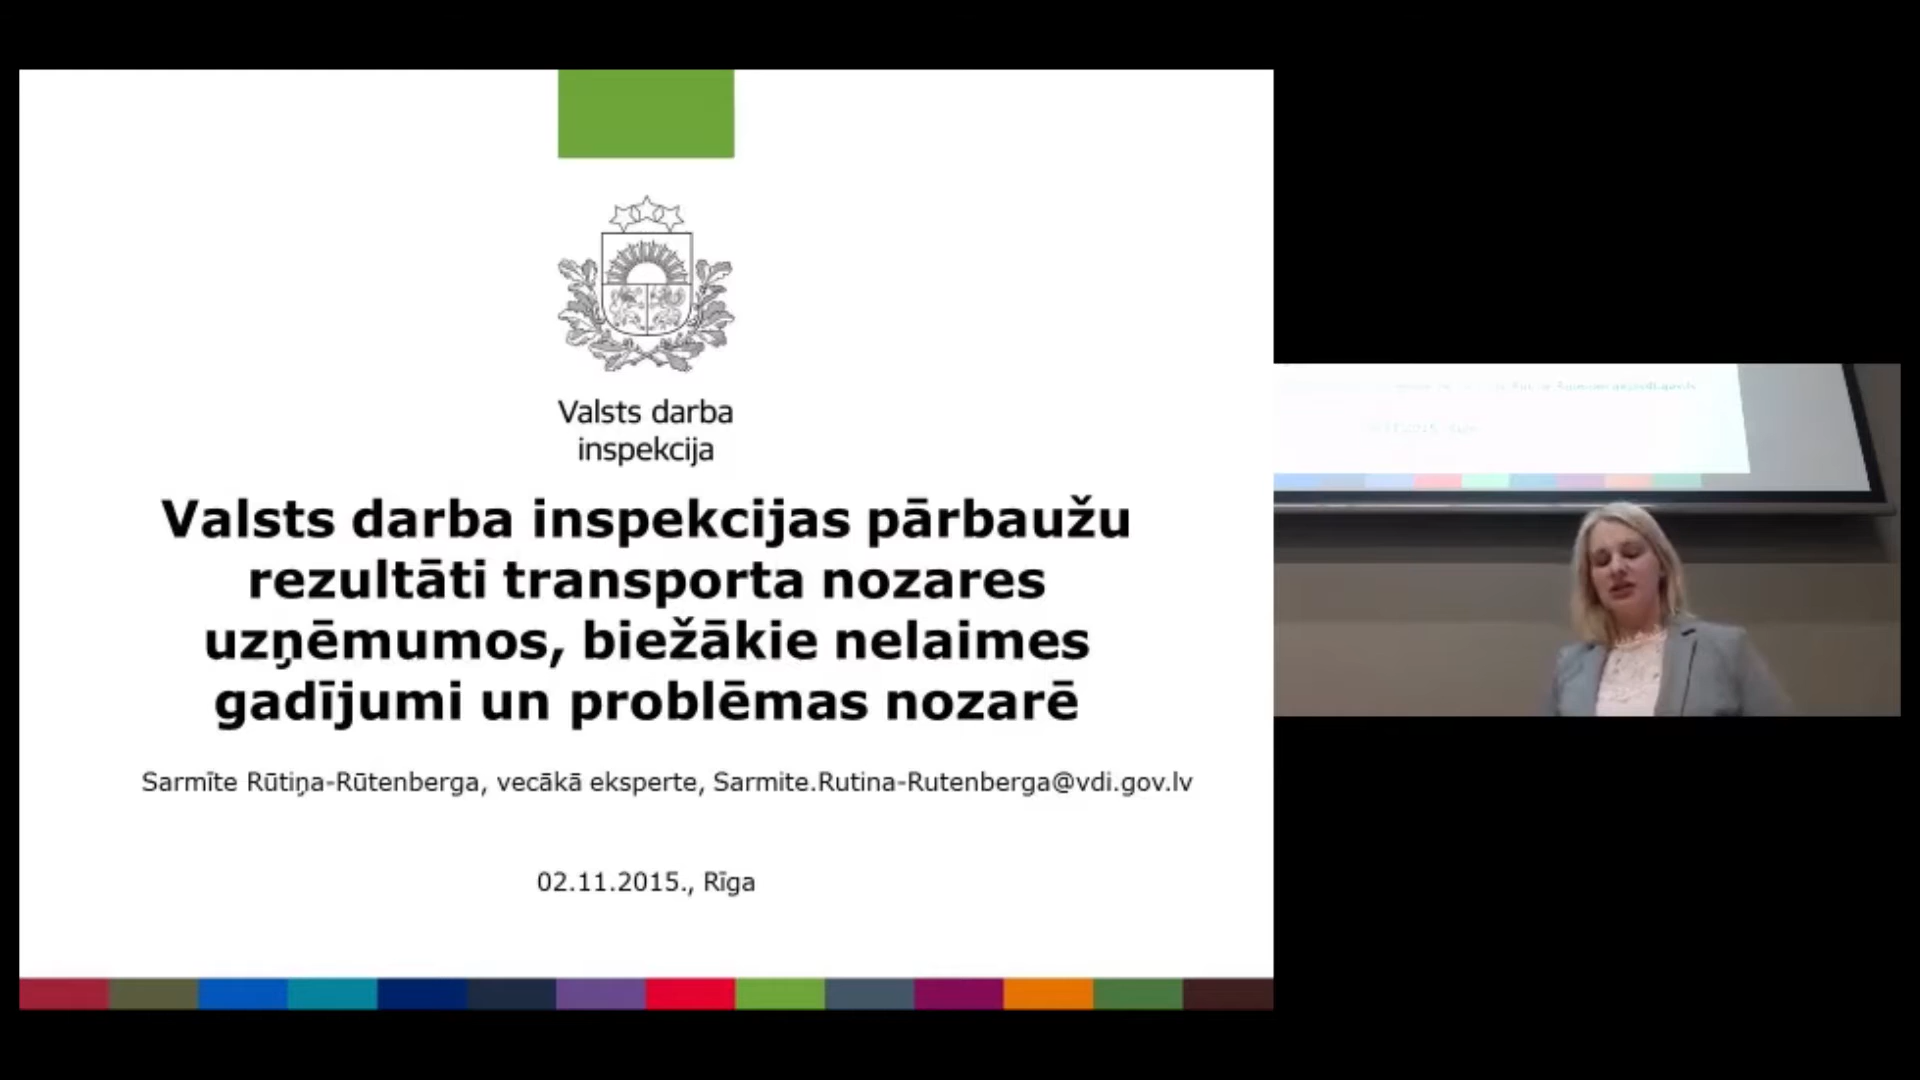 Valsts darba
inspekcija
Valsts darba inspekcijas pārbaužu
rezultāti transporta nozares
uzņēmumos, biežākie nelaimes
gadījumi un problēmas nozarē
Sarmīte Rūtiņa-Rūtenberga, vecākā eksperte, Sarmite.Rutina-Rutenberga@vdi.gov.lv
02.11.2015., Rīga